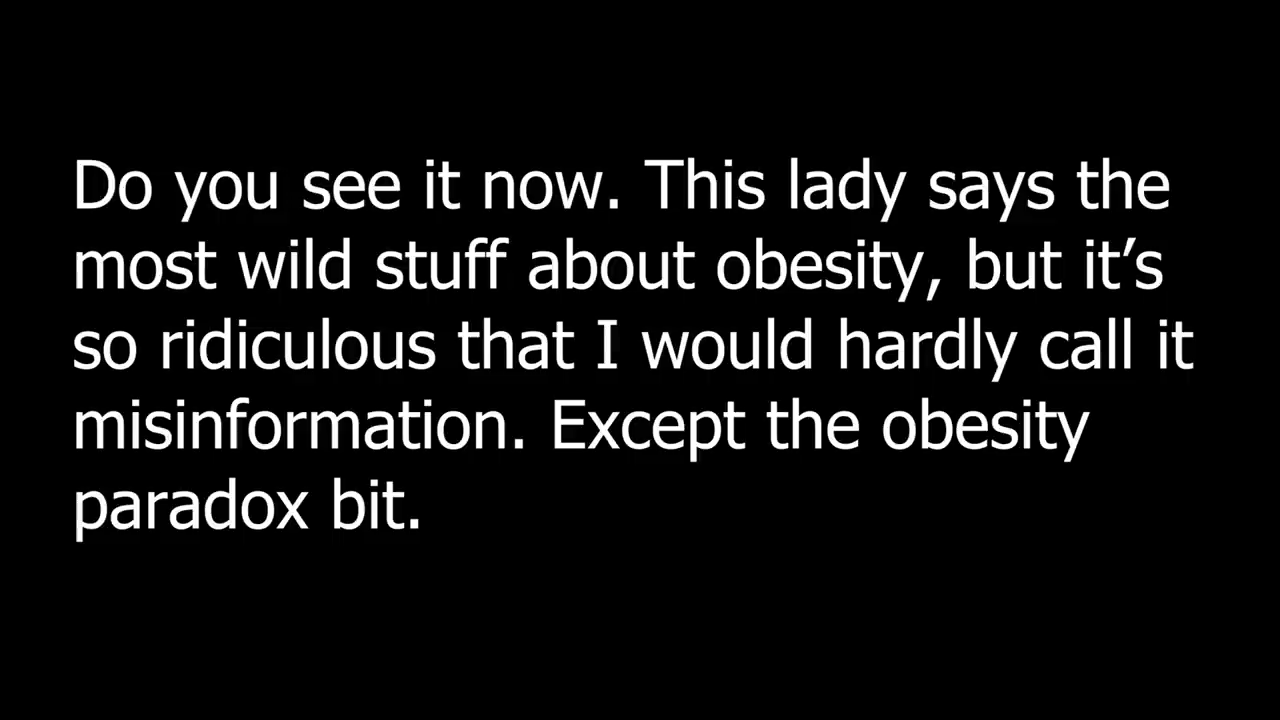 Do you see it now. This lady says the
most wild stuff about obesity, but it’s
so ridiculous that I would hardly call it
misinformation. Except the obesity
paradox bit.